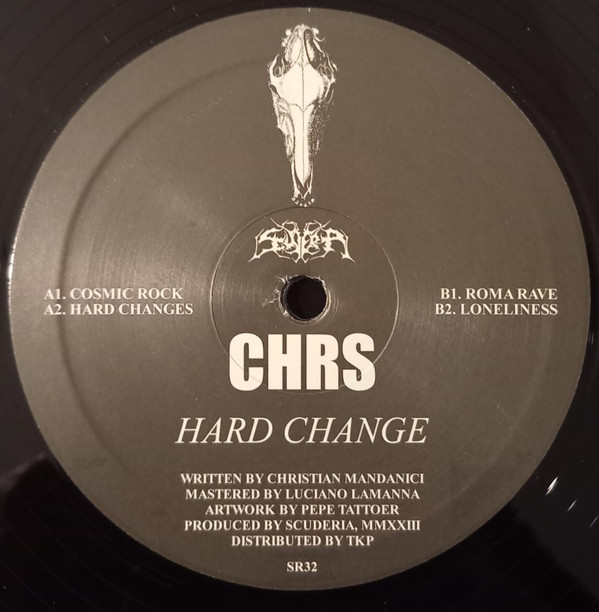 SCUDERIA
A1. COSMIC ROCK
A2. HARD CHANGES
B1. ROMA RAVE
B2. LONELINESS
CHRS
HARD CHANGE
WRITTEN BY CHRISTIAN MANDANICI
MASTERED BY LUCIANO LAMANNA
ARTWORK BY PEPE TATTOER
PRODUCED BY SCUDERIA, MMXXIII
DISTRIBUTED BY TKP
SR32